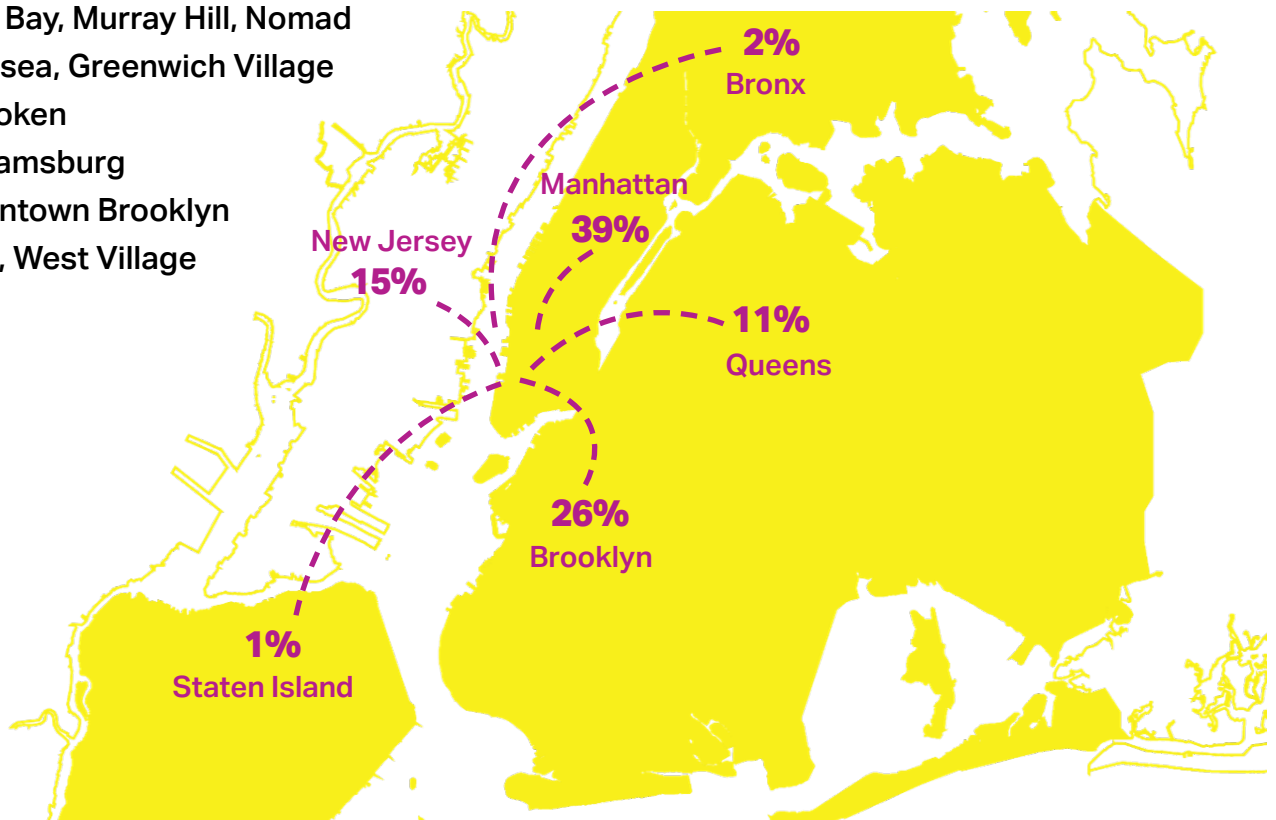 Bay, Murray Hill, Nomad
sea, Greenwich Village
oken
amsburg
ntown Brooklyn
, West Village
2%
Bronx
Manhattan
39%
New Jersey
15%
11%
Queens
26%
Brooklyn
1%
Staten Island